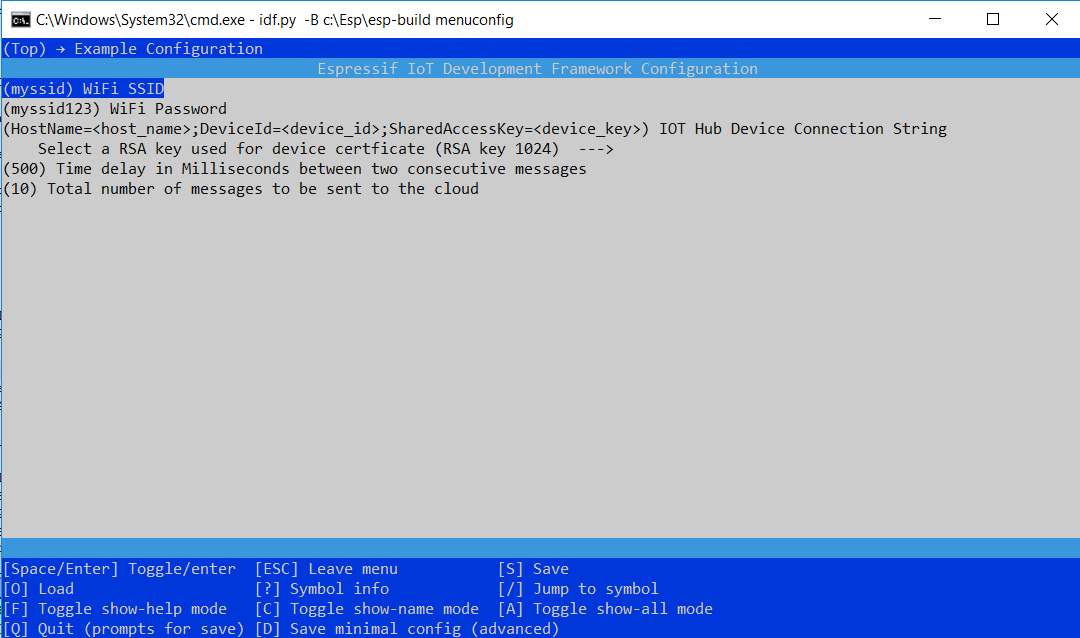 C:\Windows\System32\cmd.exe - idf.py  -B c:\Esp\esp-build menuconfig
(Top) → Example Configuration
Espressif IoT Development Framework Configuration
(myssid) WiFi SSID
(myssid123) WiFi Password
(HostName=<host_name>;DeviceId=<device_id>;SharedAccessKey=<device_key>) IOT Hub Device Connection String
Select a RSA key used for device certficate (RSA key 1024)  --->
(500) Time delay in Milliseconds between two consecutive messages
(10) Total number of messages to be sent to the cloud
[Space/Enter] Toggle/enter  [ESC] Leave menu  [S] Save
[O] Load  [?] Symbol info  [/] Jump to symbol
[F] Toggle show-help mode  [C] Toggle show-name mode  [A] Toggle show-all mode
[Q] Quit (prompts for save) [D] Save minimal config (advanced)